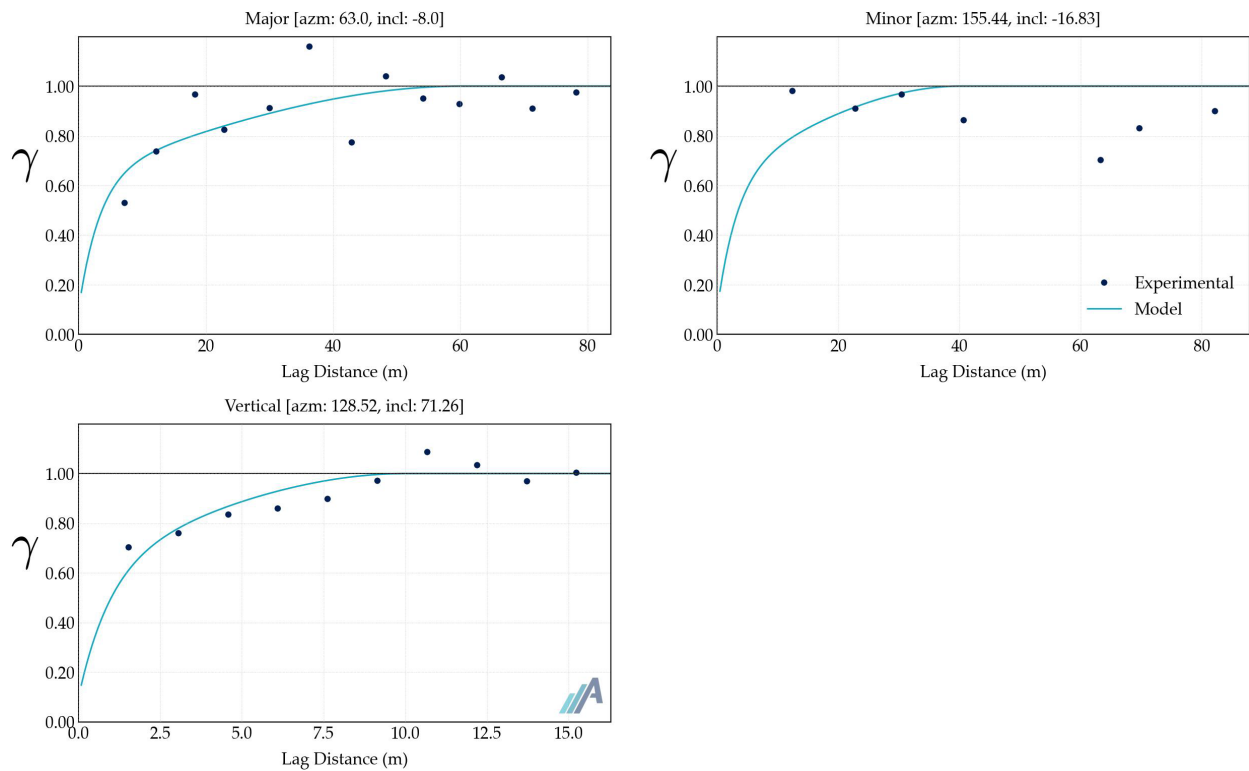 Major [azm: 63.0, incl: -8.0]
1.00
0.80
0.60
0.40
0.20
0.00
γ
0 20 40 60 80
Lag Distance (m)
Minor [azm: 155.44, incl: -16.83]
1.00
0.80
0.60
0.40
0.20
0.00
γ
Experimental
Model
0 20 40 60 80
Lag Distance (m)
Vertical [azm: 128.52, incl: 71.26]
1.00
0.80
0.60
0.40
0.20
0.00
γ
A
0.0 2.5 5.0 7.5 10.0 12.5 15.0
Lag Distance (m)